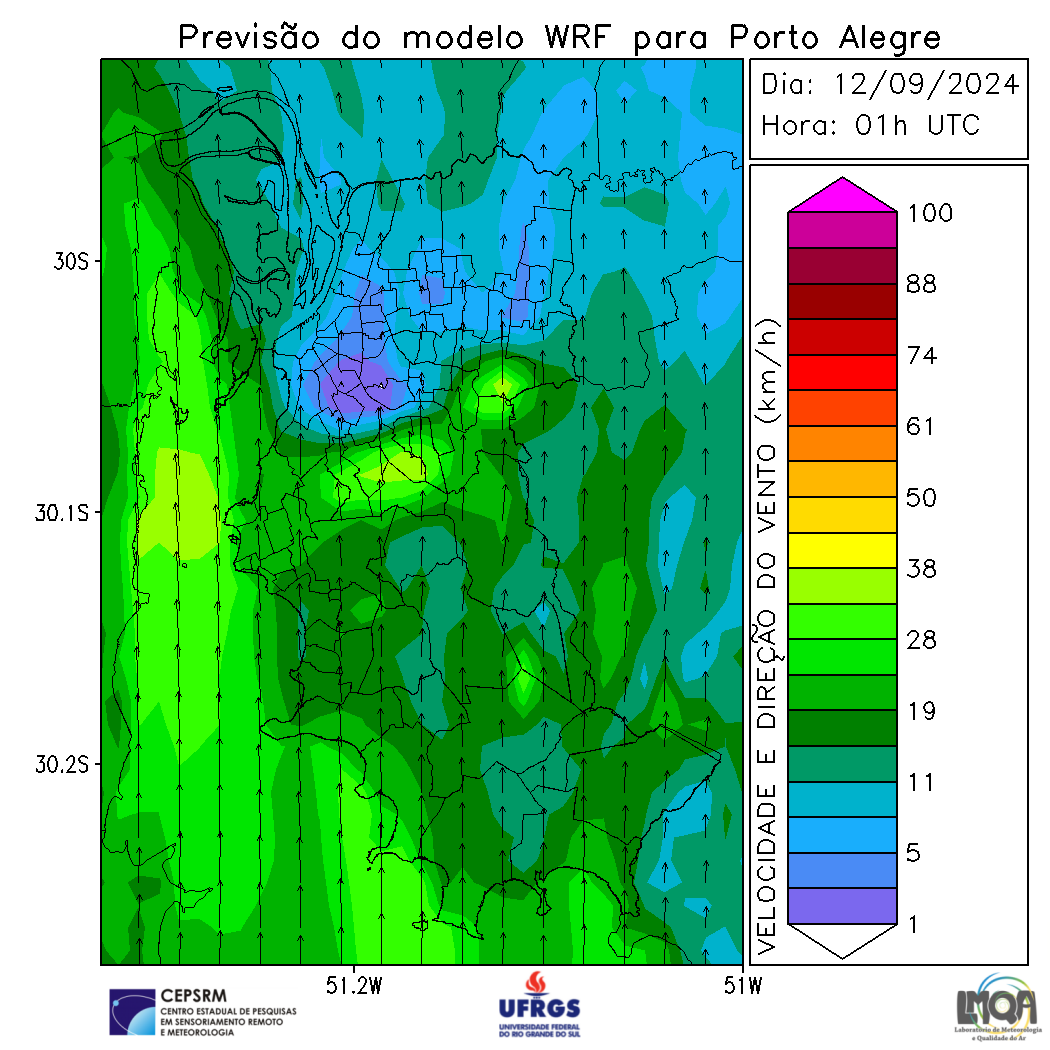 Previsão do modelo WRF para Porto Alegre
Dia: 12/09/2024
Hora: 01h UTC
30S
30.1S
30.2S
51.2W
51W
VELOCIDADE E DIREÇÃO DO VENTO (km/h)
100
88
74
61
50
38
28
19
11
5
1
CEPSRM
CENTRO ESTADUAL DE PESQUISAS
EM SENSORIAMENTO REMOTO
E METEOROLOGIA
UFRGS
UNIVERSIDADE FEDERAL
DO RIO GRANDE DO SUL
LMQA
Laboratório de Meteorologia
e Qualidade do Ar